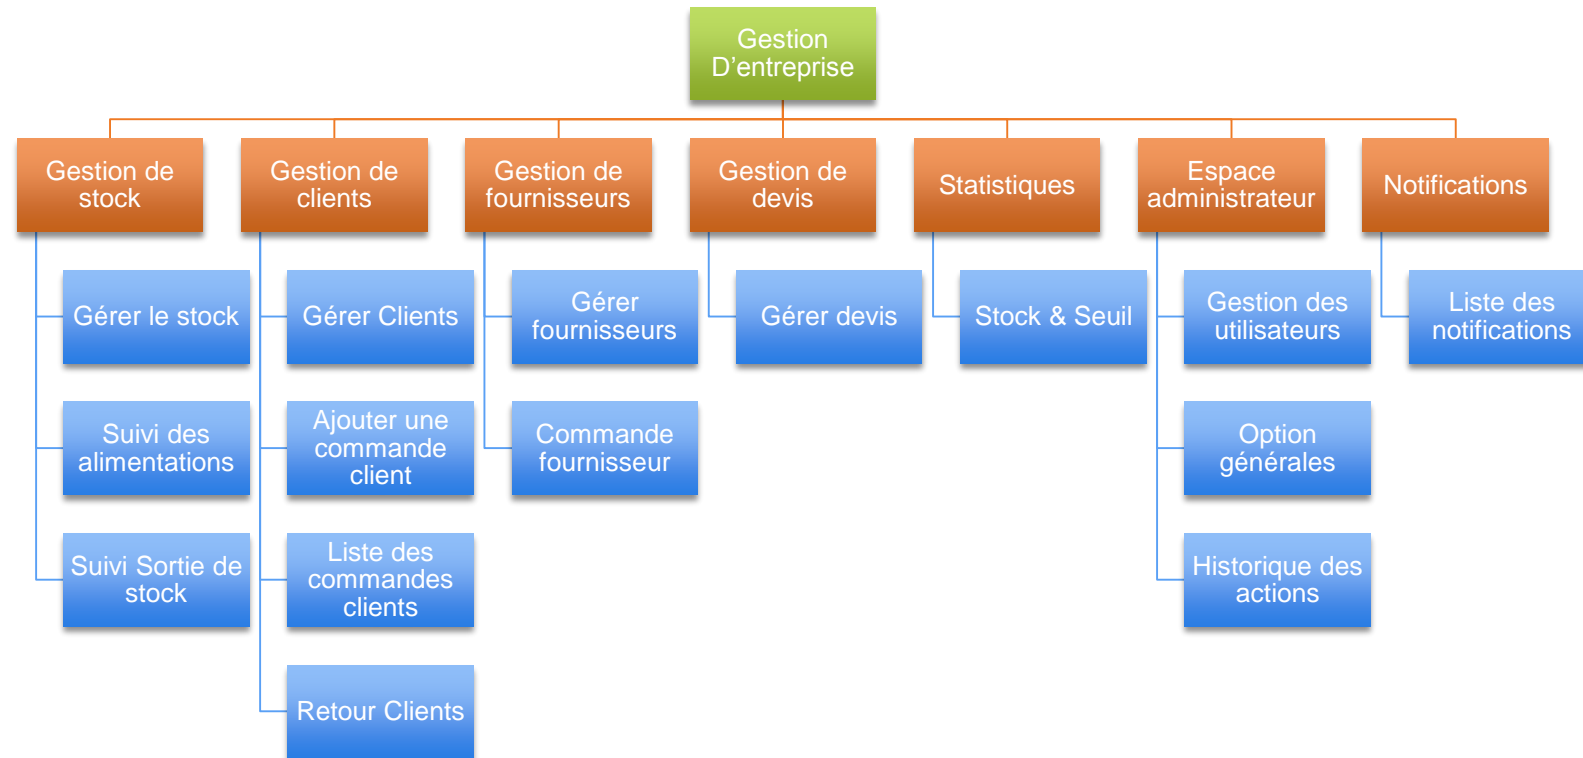 Gestion
D’entreprise
Gestion de
stock
Gestion de
clients
Gestion de
fournisseurs
Gestion de
devis
Statistiques
Espace
administrateur
Notifications
Gérer le stock
Gérer Clients
Gérer
fournisseurs
Gérer devis
Stock & Seuil
Gestion des
utilisateurs
Liste des
notifications
Suivi des
alimentations
Ajouter une
commande
client
Commande
fournisseur
Option
générales
Suivi Sortie de
stock
Liste des
commandes
clients
Historique des
actions
Retour Clients